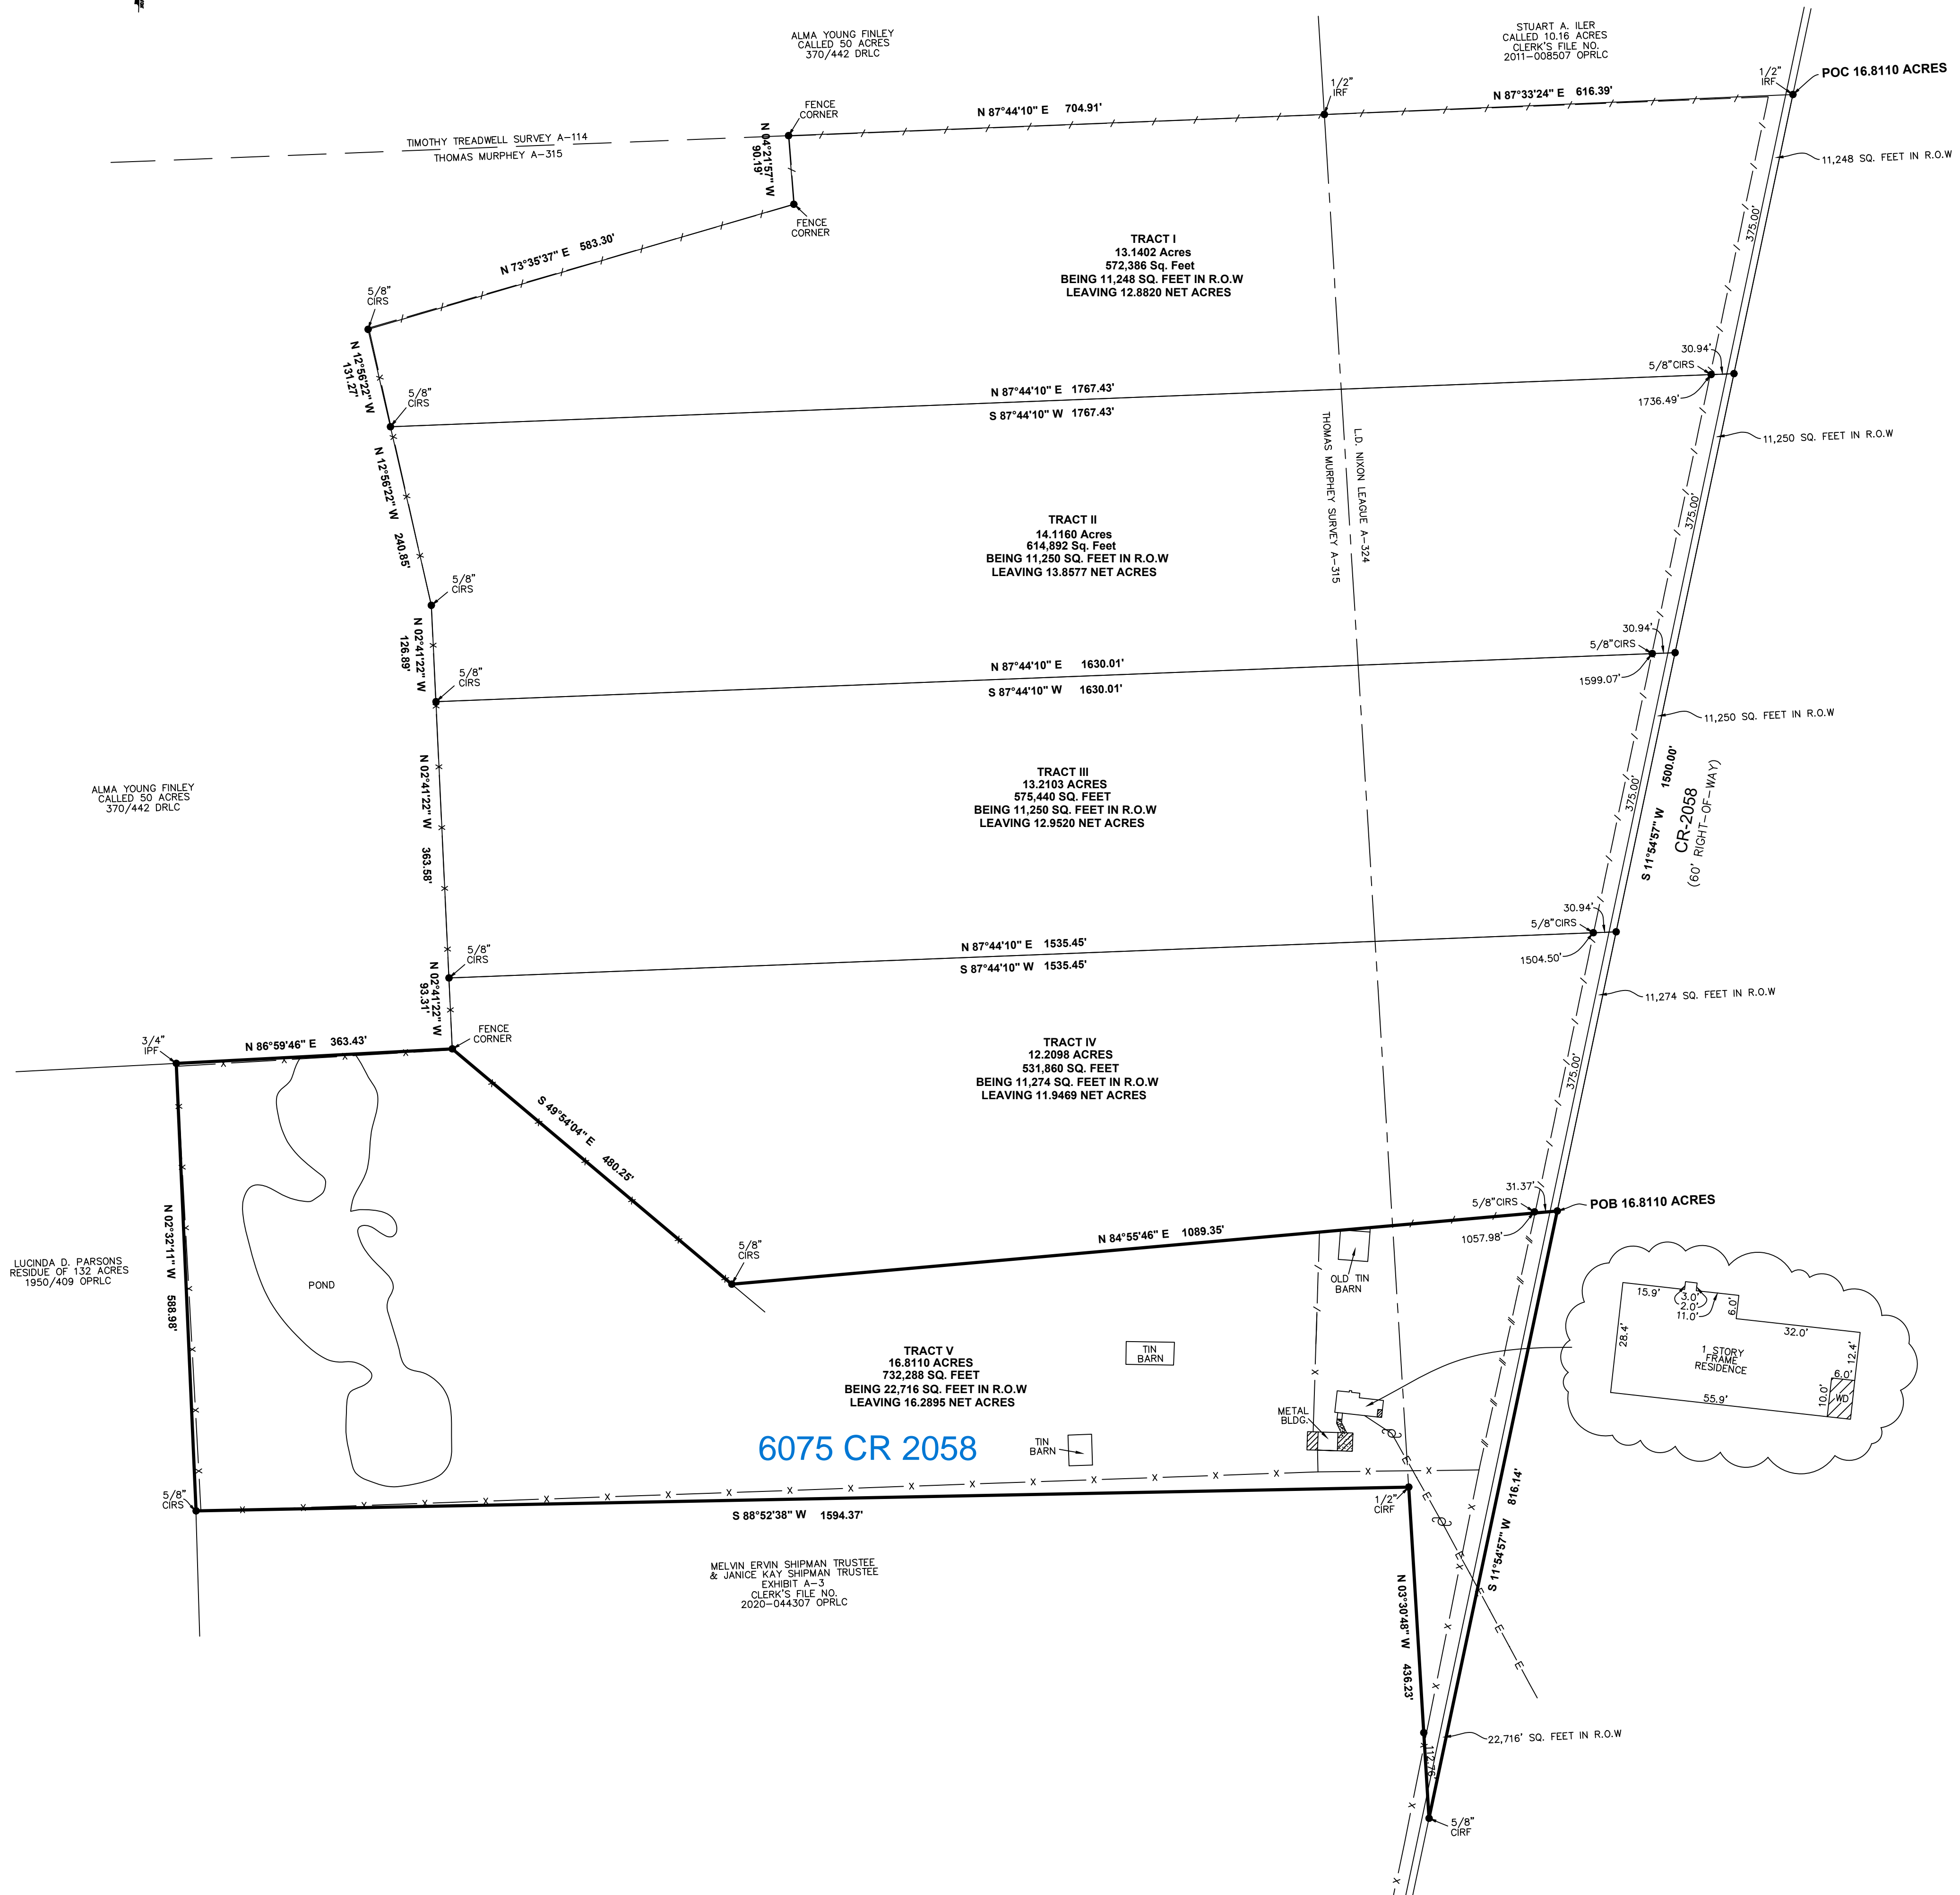 ALMA YOUNG FINLEY
CALLED 50 ACRES
370/442 DRLC
STUART A. ILER
CALLED 10.16 ACRES
CLERK'S FILE NO.
2011-008507 OPRLC
1/2"
IRF
POC 16.8110 ACRES
1/2"
IRF
N 87°33'24" E 616.39'
FENCE
CORNER
N 87°44'10" E 704.91'
TIMOTHY TREADWELL SURVEY A-114
THOMAS MURPHEY A-315
N 04°21'57" W
90.19'
FENCE
CORNER
11,248 SQ. FEET IN R.O.W
375.00'
N 73°35'37" E 583.30'
TRACT I
13.1402 Acres
572,386 Sq. Feet
BEING 11,248 SQ. FEET IN R.O.W
LEAVING 12.8820 NET ACRES
5/8"
CIRS
N 12°56'22" W
131.27'
5/8"
CIRS
30.94'
5/8"CIRS
1736.49'
N 87°44'10" E 1767.43'
S 87°44'10" W 1767.43'
THOMAS MURPHEY SURVEY A-315
L.D. NIXON LEAGUE A-324
11,250 SQ. FEET IN R.O.W
375.00'
N 12°56'22" W 240.85'
TRACT II
14.1160 Acres
614,892 Sq. Feet
BEING 11,250 SQ. FEET IN R.O.W
LEAVING 13.8577 NET ACRES
5/8"
CIRS
N 02°41'22" W
126.89'
5/8"
CIRS
30.94'
5/8"CIRS
1599.07'
N 87°44'10" E 1630.01'
S 87°44'10" W 1630.01'
11,250 SQ. FEET IN R.O.W
375.00'
S 11°54'57" W 1500.00'
CR-2058
(60' RIGHT-OF-WAY)
ALMA YOUNG FINLEY
CALLED 50 ACRES
370/442 DRLC
N 02°41'22" W 363.58'
TRACT III
13.2103 ACRES
575,440 SQ. FEET
BEING 11,250 SQ. FEET IN R.O.W
LEAVING 12.9520 NET ACRES
30.94'
5/8"CIRS
1504.50'
5/8"
CIRS
N 87°44'10" E 1535.45'
S 87°44'10" W 1535.45'
N 02°41'22" W
93.31'
11,274 SQ. FEET IN R.O.W
375.00'
3/4"
IPF
N 86°59'46" E 363.43'
FENCE
CORNER
TRACT IV
12.2098 ACRES
531,860 SQ. FEET
BEING 11,274 SQ. FEET IN R.O.W
LEAVING 11.9469 NET ACRES
S 49°54'04" E 480.25'
31.37'
5/8"CIRS
POB 16.8110 ACRES
1057.98'
N 84°55'46" E 1089.35'
5/8"
CIRS
LUCINDA D. PARSONS
RESIDUE OF 132 ACRES
1950/409 OPRLC
N 02°32'11" W 588.98'
POND
OLD TIN
BARN
15.9'
3.0'
2.0'
11.0'
6.0'
32.0'
28.4'
1 STORY
FRAME
RESIDENCE
12.4'
6.0'
10.0'
WD
55.9'
TRACT V
16.8110 ACRES
732,288 SQ. FEET
BEING 22,716 SQ. FEET IN R.O.W
LEAVING 16.2895 NET ACRES
TIN
BARN
METAL
BLDG.
6075 CR 2058
TIN
BARN
5/8"
CIRS
S 88°52'38" W 1594.37'
1/2"
CIRF
S 11°54'57" W 816.14'
MELVIN ERVIN SHIPMAN TRUSTEE
& JANICE KAY SHIPMAN TRUSTEE
EXHIBIT A-3
CLERK'S FILE NO.
2020-044307 OPRLC
N 03°30'48" W 436.23'
22,716' SQ. FEET IN R.O.W
112.76'
5/8"
CIRF